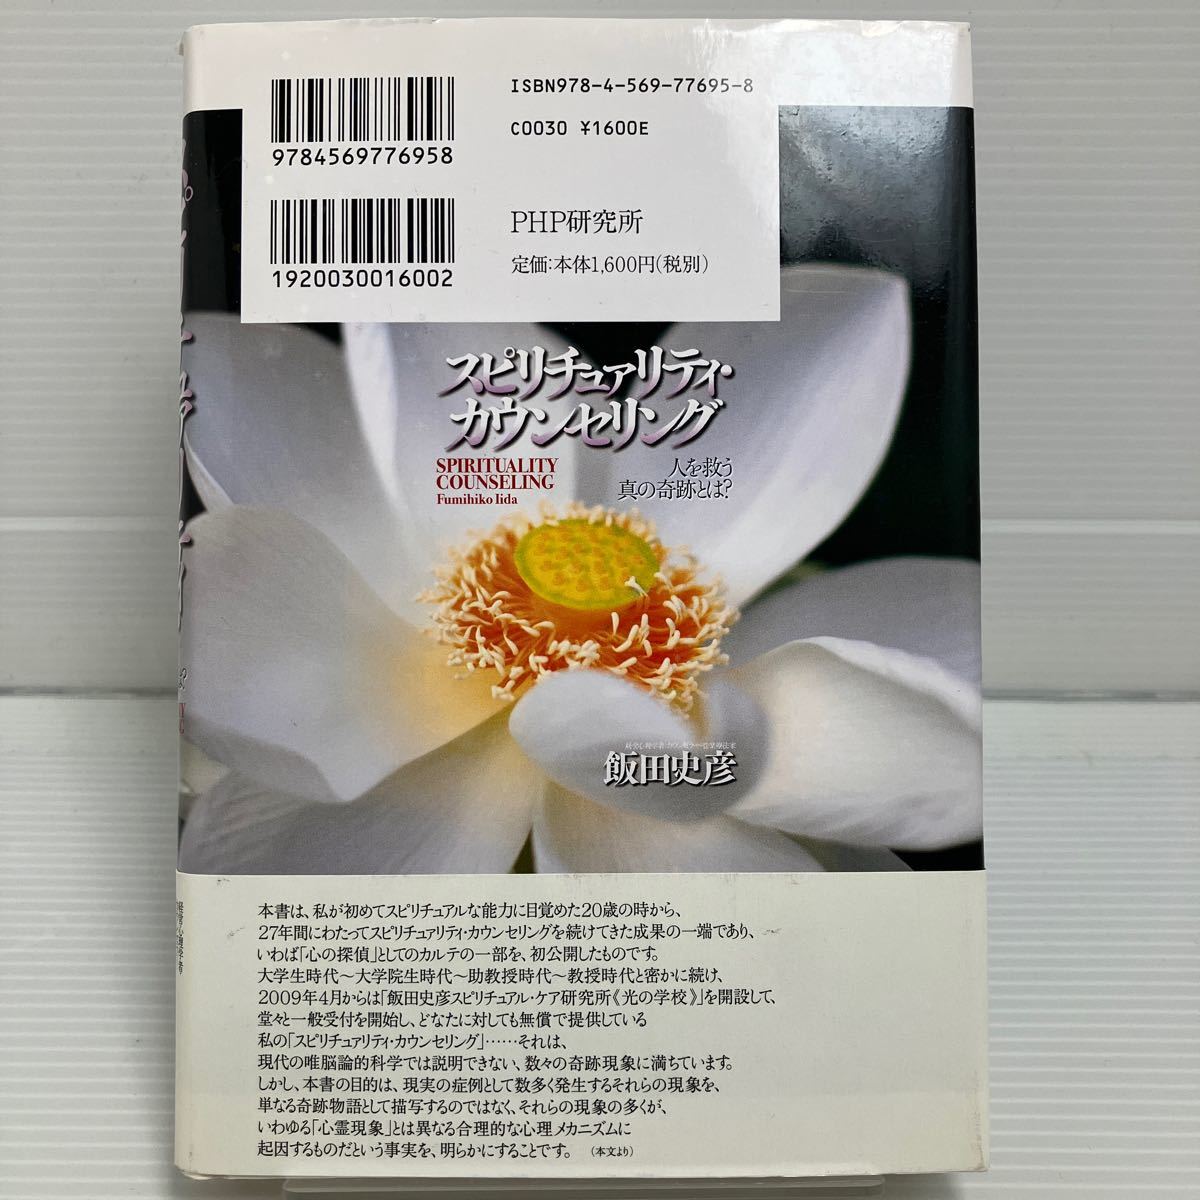 ISBN978-4-569-77695-8
C0030 ¥1600E
9784569776958
1920030016002
PHP研究所
定価:本体1,600円(税別)
スピリチュアリティ・
カウンセリング
SPIRITUALITY
COUNSELING
Fumihiko Iida
人を救う
真の奇跡とは?
飯田史彦
本書は、私が初めてスピリチュアルな能力に目覚めた20歳の時から、
27年間にわたってスピリチュアリティ・カウンセリングを続けてきた成果の一端であり、
いわば「心の探偵」としてのカルテの一部を、初公開したものです。
大学生時代〜大学院生時代〜助教授時代〜教授時代と密かに続け、
2009年4月からは「飯田史彦スピリチュアル・ケア研究所《光の学校》」を開設して、
堂々と一般受付を開始し、どなたに対しても無償で提供している
私の「スピリチュアリティ・カウンセリング」……それは、
現代の唯脳論的科学では説明できない、数々の奇跡現象に満ちています。
しかし、本書の目的は、現実の症例として数多く発生するそれらの現象を、
単なる奇跡物語として描写するのではなく、それらの現象の多くが、
いわゆる「心霊現象」とは異なる合理的な心理メカニズムに
起因するものだという事実を、明らかにすることです。 (本文より)
経営心理学者